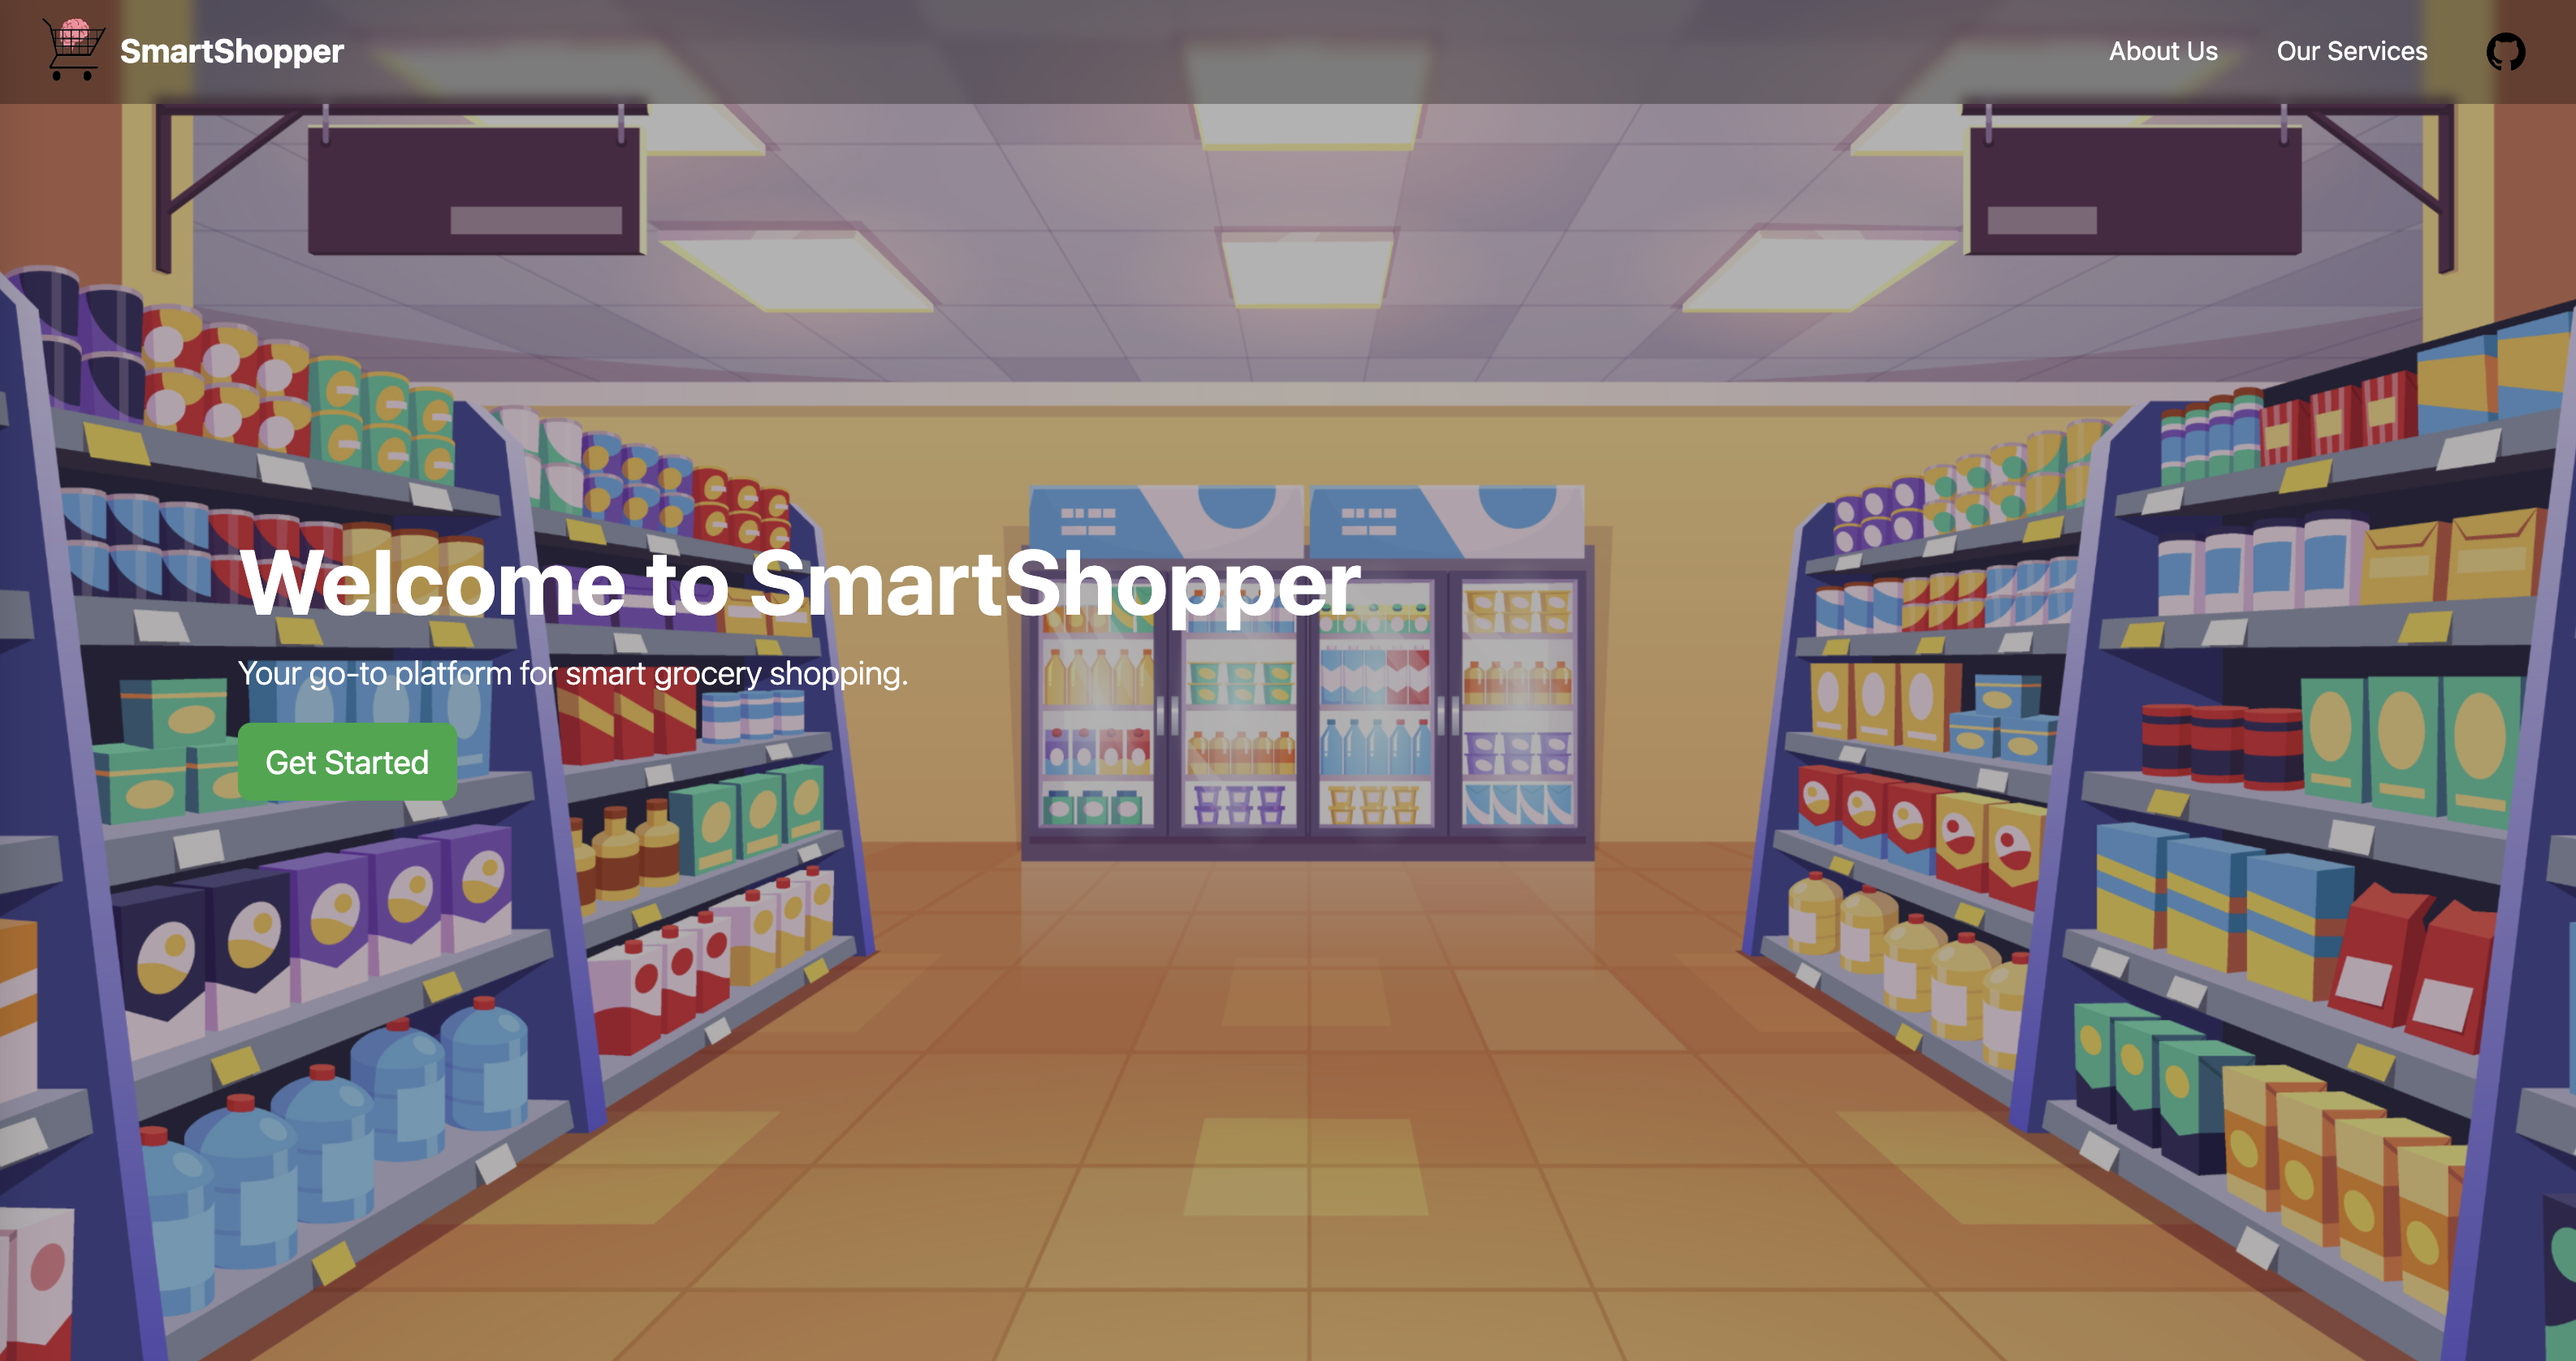 SmartShopper
About Us
Our Services
Welcome to SmartShopper
Your go-to platform for smart grocery shopping.
Get Started